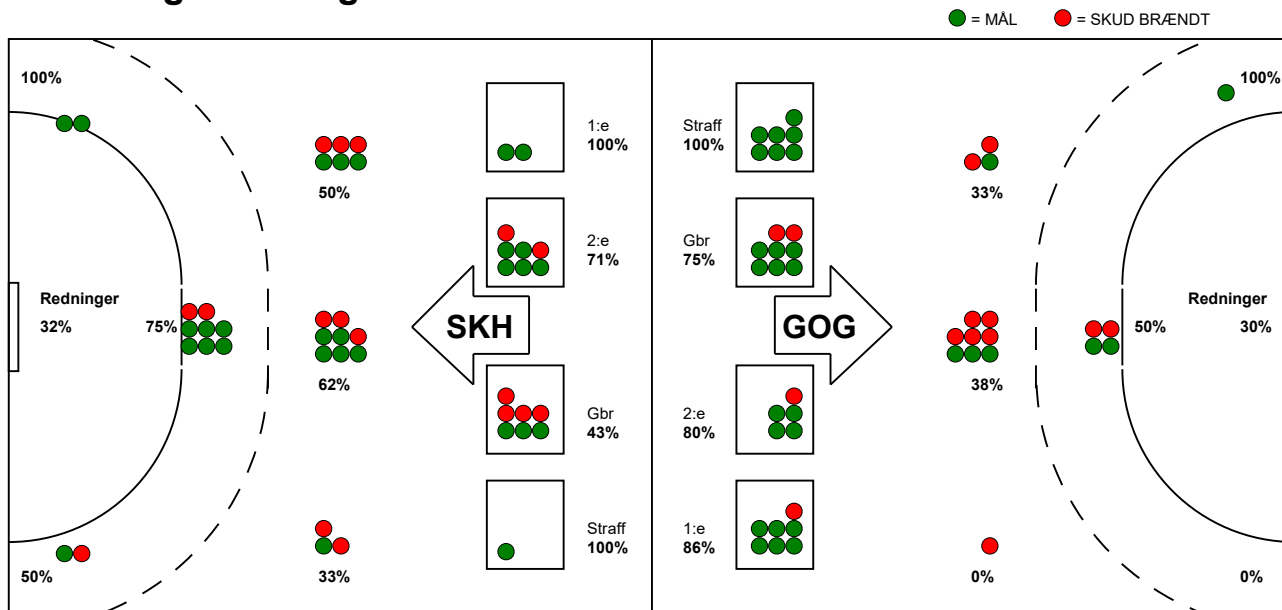 = MÅL = SKUD BRÆNDT
100% 100%
1:e
100%
Straff
100%
50% 33%
2:e
71%
Gbr
75%
Redninger
32%
75%
SKH
GOG
50%
Redninger
30%
62% 38%
Gbr
43%
2:e
80%
Straff
100%
1:e
86%
50% 33% 0% 0%